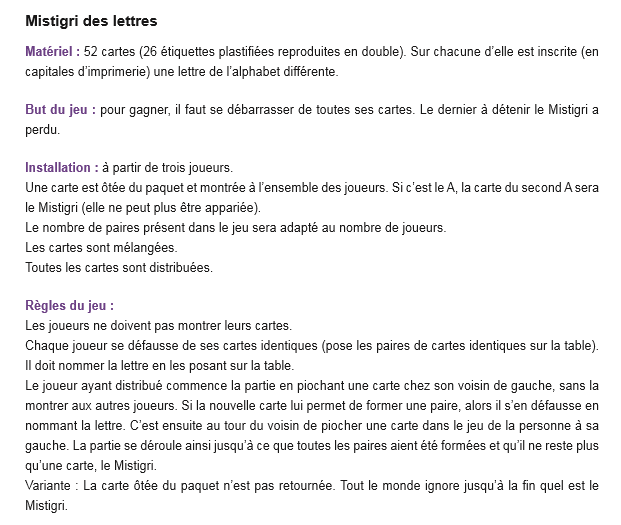 Mistigri des lettres
Matériel : 52 cartes (26 étiquettes plastifiées reproduites en double). Sur chacune d'elle est inscrite (en
capitales d'imprimerie) une lettre de l'alphabet différente.
But du jeu : pour gagner, il faut se débarrasser de toutes ses cartes. Le dernier à détenir le Mistigri a
perdu.
Installation : à partir de trois joueurs.
Une carte est ôtée du paquet et montrée à l'ensemble des joueurs. Si c'est le A, la carte du second A sera
le Mistigri (elle ne peut plus être appariée).
Le nombre de paires présent dans le jeu sera adapté au nombre de joueurs.
Les cartes sont mélangées.
Toutes les cartes sont distribuées.
Règles du jeu :
Les joueurs ne doivent pas montrer leurs cartes.
Chaque joueur se défausse de ses cartes identiques (pose les paires de cartes identiques sur la table).
Il doit nommer la lettre en les posant sur la table.
Le joueur ayant distribué commence la partie en piochant une carte chez son voisin de gauche, sans la
montrer aux autres joueurs. Si la nouvelle carte lui permet de former une paire, alors il s'en défausse en
nommant la lettre. C'est ensuite au tour du voisin de piocher une carte dans le jeu de la personne à sa
gauche. La partie se déroule ainsi jusqu'à ce que toutes les paires aient été formées et qu'il ne reste plus
qu'une carte, le Mistigri.
Variante : La carte ôtée du paquet n'est pas retournée. Tout le monde ignore jusqu'à la fin quel est le
Mistigri.